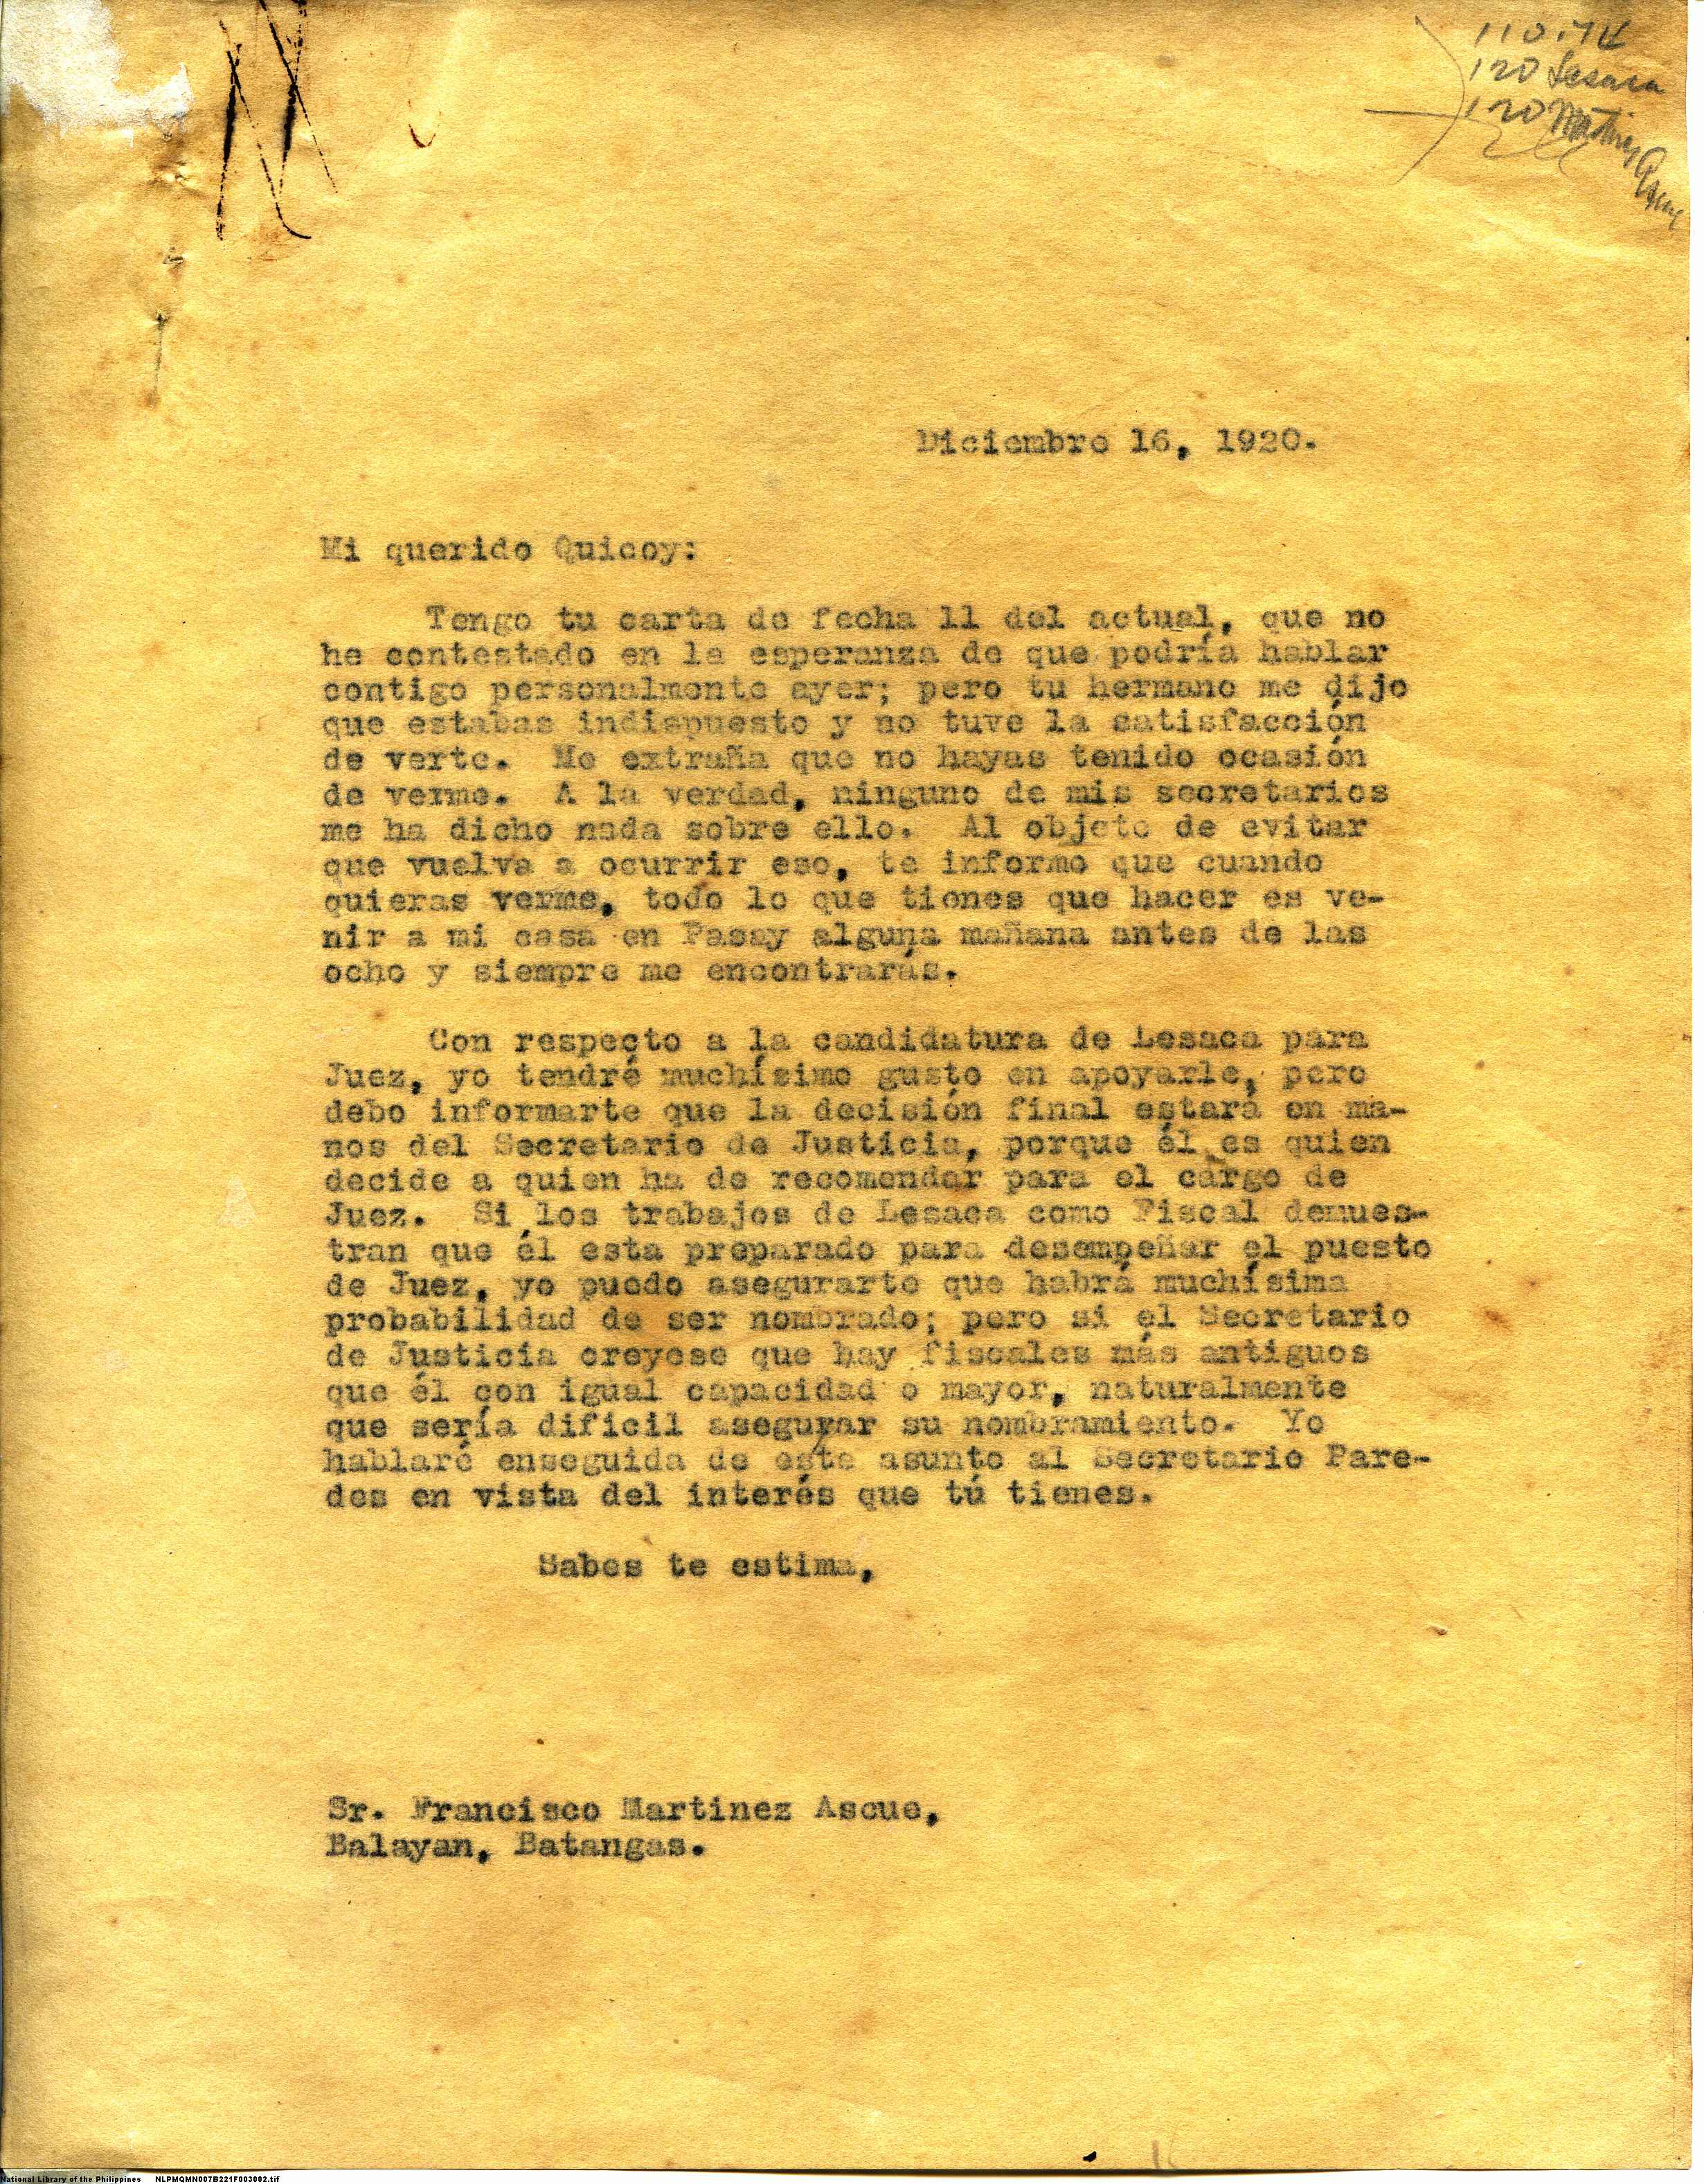 120 Lesaca
120
Diciembre 16, 1920.
Mi querido Quicoy:
Tengo tu carta de fecha 11 del actual, que no
he contestado en la esperanza de que podría hablar
contigo personalmente ayer; pero tu hermano me dijo
que estabas indispuesto y no tuve la satisfacción
de verte. Me extraña que no hayas tenido ocasión
de verme. A la verdad, ninguno de mis secretarios
me ha dicho nada sobre ello. Al objeto de evitar
que vuelva a ocurrir eso, te informo que cuando
quieras verme, todo lo que tienes que hacer es ve-
nir a mi casa en Pasay alguna mañana antes de las
ocho y siempre me encontrarás.
Con respecto a la candidatura de Lesaca para
Juez, yo tendré muchísimo gusto en apoyarle, pero
debo informarte que la decisión final estará en ma-
nos del Secretario de Justicia, porque él es quien
decide a quien ha de recomendar para el cargo de
Juez. Si los trabajos de Lesaca como Fiscal demues-
tran que él esta preparado para desempeñar el puesto
de Juez, yo puedo asegurarte que habrá muchísima
probabilidad de ser nombrado; pero si el Secretario
de Justicia creyese que hay fiscales más antiguos
que él con igual capacidad o mayor, naturalmente
que sería dificil asegurar su nombramiento. Yo
hablaré enseguida de este asunto al Secretario Pare-
des en vista del interés que tú tienes.
Sabes te estima,
Sr. Francisco Martinez Ascue,
Balayan, Batangas.
National Library of the Philippines NLPMQMN007B221F003002.tif